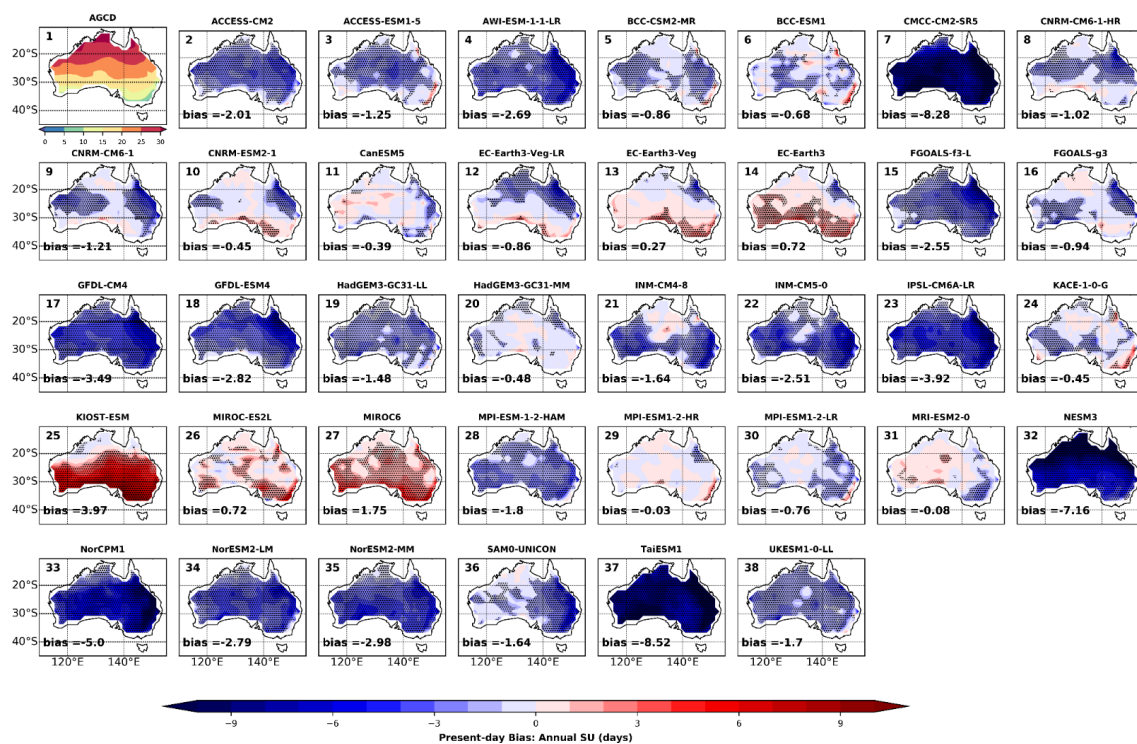 AGCD
ACCESS-CM2
ACCESS-ESM1-5
AWI-ESM-1-1-LR
BCC-CSM2-MR
BCC-ESM1
CMCC-CM2-SR5
CNRM-CM6-1-HR
1
2
3
4
5
6
7
8
20°S
30°S
40°S
bias =-2.01
bias =-1.25
bias =-2.69
bias =-0.86
bias =-0.68
bias =-8.28
bias =-1.02
0 5 10 15 20 25 30
CNRM-CM6-1
CNRM-ESM2-1
CanESM5
EC-Earth3-Veg-LR
EC-Earth3-Veg
EC-Earth3
FGOALS-f3-L
FGOALS-g3
9
10
11
12
13
14
15
16
20°S
30°S
40°S
bias =-1.21
bias =-0.45
bias =-0.39
bias =-0.86
bias =0.27
bias =0.72
bias =-2.55
bias =-0.94
GFDL-CM4
GFDL-ESM4
HadGEM3-GC31-LL
HadGEM3-GC31-MM
INM-CM4-8
INM-CM5-0
IPSL-CM6A-LR
KACE-1-0-G
17
18
19
20
21
22
23
24
20°S
30°S
40°S
bias =-3.49
bias =-2.82
bias =-1.48
bias =-0.48
bias =-1.64
bias =-2.51
bias =-3.92
bias =-0.45
KIOST-ESM
MIROC-ES2L
MIROC6
MPI-ESM-1-2-HAM
MPI-ESM1-2-HR
MPI-ESM1-2-LR
MRI-ESM2-0
NESM3
25
26
27
28
29
30
31
32
20°S
30°S
40°S
bias =3.97
bias =0.72
bias =1.75
bias =-1.8
bias =-0.03
bias =-0.76
bias =-0.08
bias =-7.16
NorCPM1
NorESM2-LM
NorESM2-MM
SAM0-UNICON
TaiESM1
UKESM1-0-LL
33
34
35
36
37
38
20°S
30°S
40°S
bias =-5.0
bias =-2.79
bias =-2.98
bias =-1.64
bias =-8.52
bias =-1.7
120°E 140°E
120°E 140°E
120°E 140°E
120°E 140°E
120°E 140°E
120°E 140°E
−9 −6 −3 0 3 6 9
Present-day Bias: Annual SU (days)